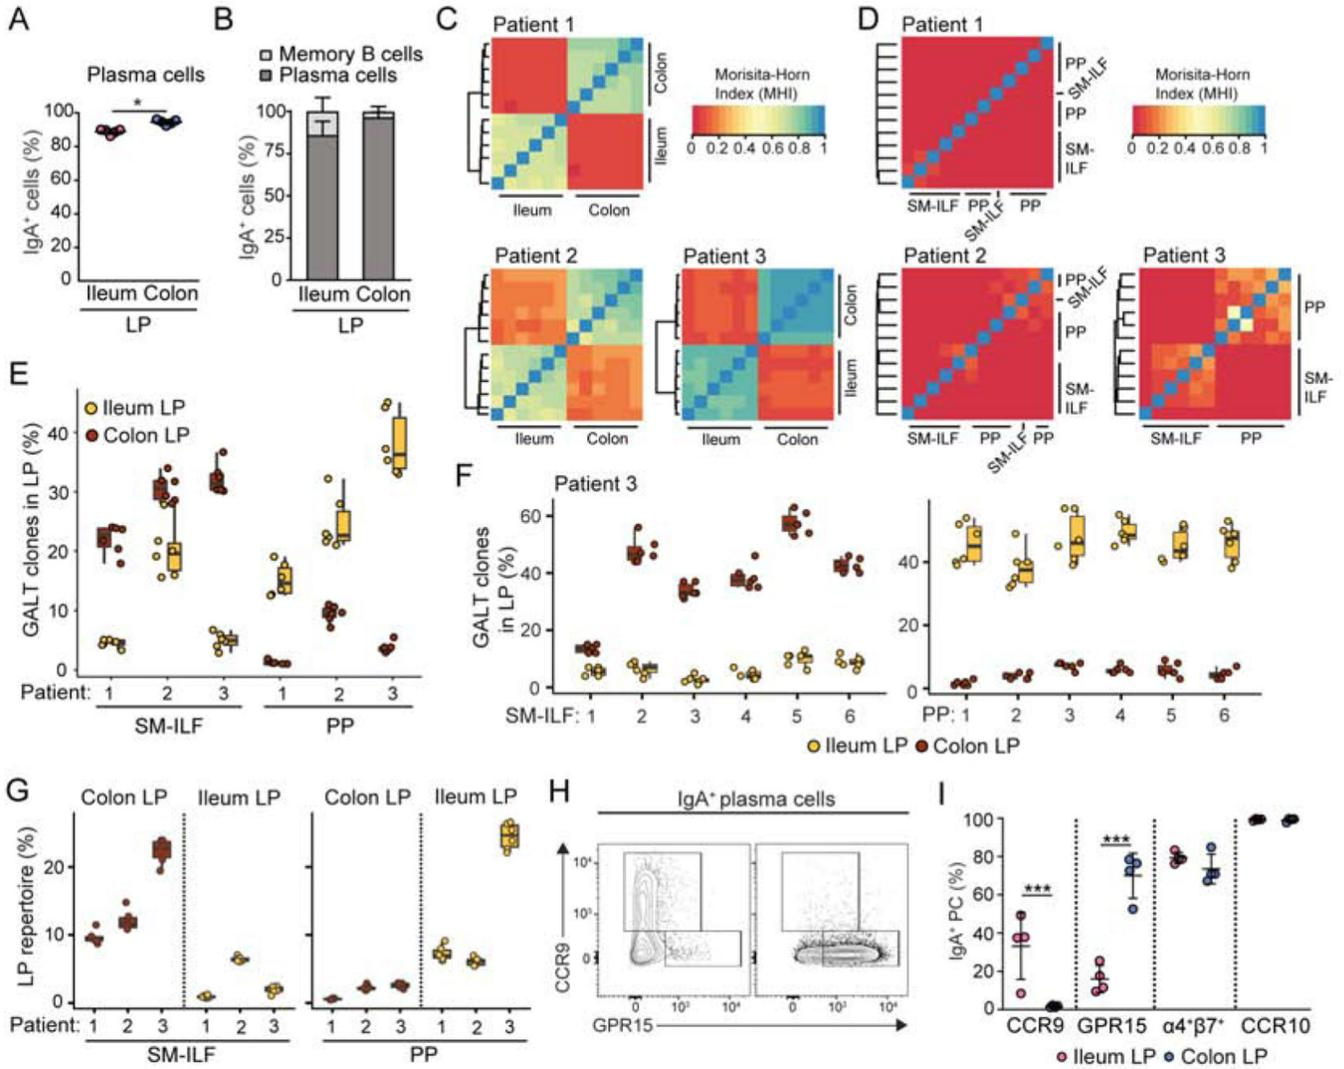 A
Plasma cells
*
IgA⁺ cells (%)
100
80
60
40
20
0
Ileum Colon
LP
B
Memory B cells
Plasma cells
IgA⁺ cells (%)
100
75
50
25
0
Ileum Colon
LP
C
Patient 1
Colon
Ileum
Ileum Colon
Morisita-Horn
Index (MHI)
0 0.2 0.4 0.6 0.8 1
Patient 2
Ileum Colon
Patient 3
Colon
Ileum
Ileum Colon
D
Patient 1
PP
SM-ILF
PP
SM-
ILF
SM-ILF PP SM-ILF PP
Morisita-Horn
Index (MHI)
0 0.2 0.4 0.6 0.8 1
Patient 2
PP
SM-ILF
PP
SM-
ILF
SM-ILF PP SM-ILF PP
Patient 3
PP
SM-
ILF
SM-ILF PP
E
Ileum LP
Colon LP
GALT clones in LP (%)
40
30
20
10
0
Patient: 1 2 3 1 2 3
SM-ILF PP
F
Patient 3
GALT clones
in LP (%)
60
40
20
0
SM-ILF: 1 2 3 4 5 6
40
20
0
PP: 1 2 3 4 5 6
Ileum LP Colon LP
G
Colon LP Ileum LP Colon LP Ileum LP
LP repertoire (%)
20
10
0
Patient: 1 2 3 1 2 3 1 2 3 1 2 3
SM-ILF PP
H
IgA⁺ plasma cells
CCR9
10⁴
10³
0
0 10³ 10⁴ 0 10³ 10⁴
GPR15
I
IgA⁺ PC (%)
100
80
60
40
20
0
*** ***
CCR9 GPR15 α4⁺β7⁺ CCR10
Ileum LP Colon LP